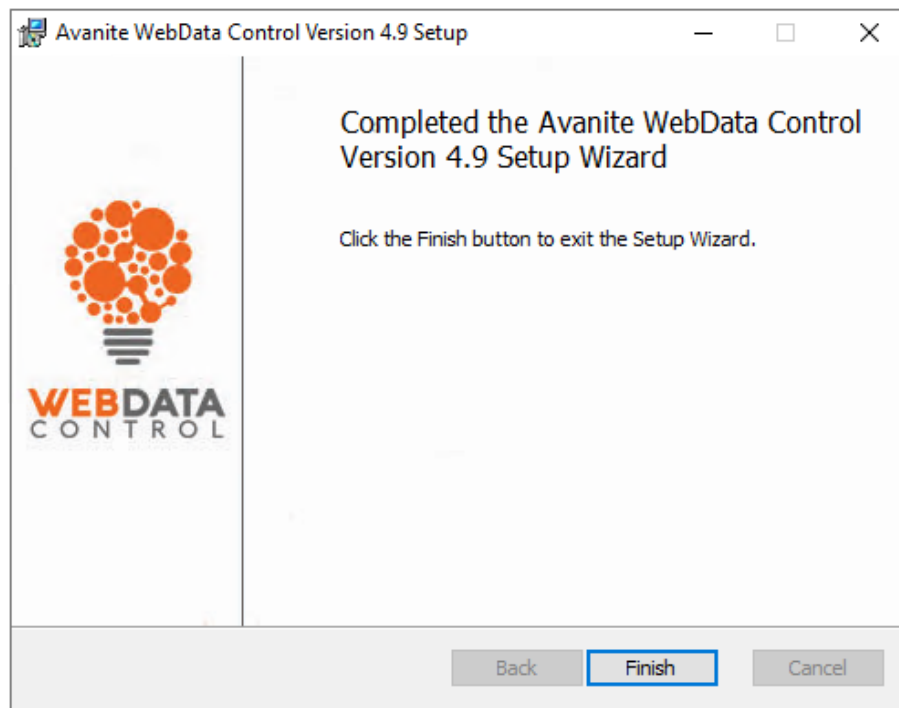 Avanite WebData Control Version 4.9 Setup
Completed the Avanite WebData Control
Version 4.9 Setup Wizard
Click the Finish button to exit the Setup Wizard.
WEBDATA
CONTROL
Back
Finish
Cancel